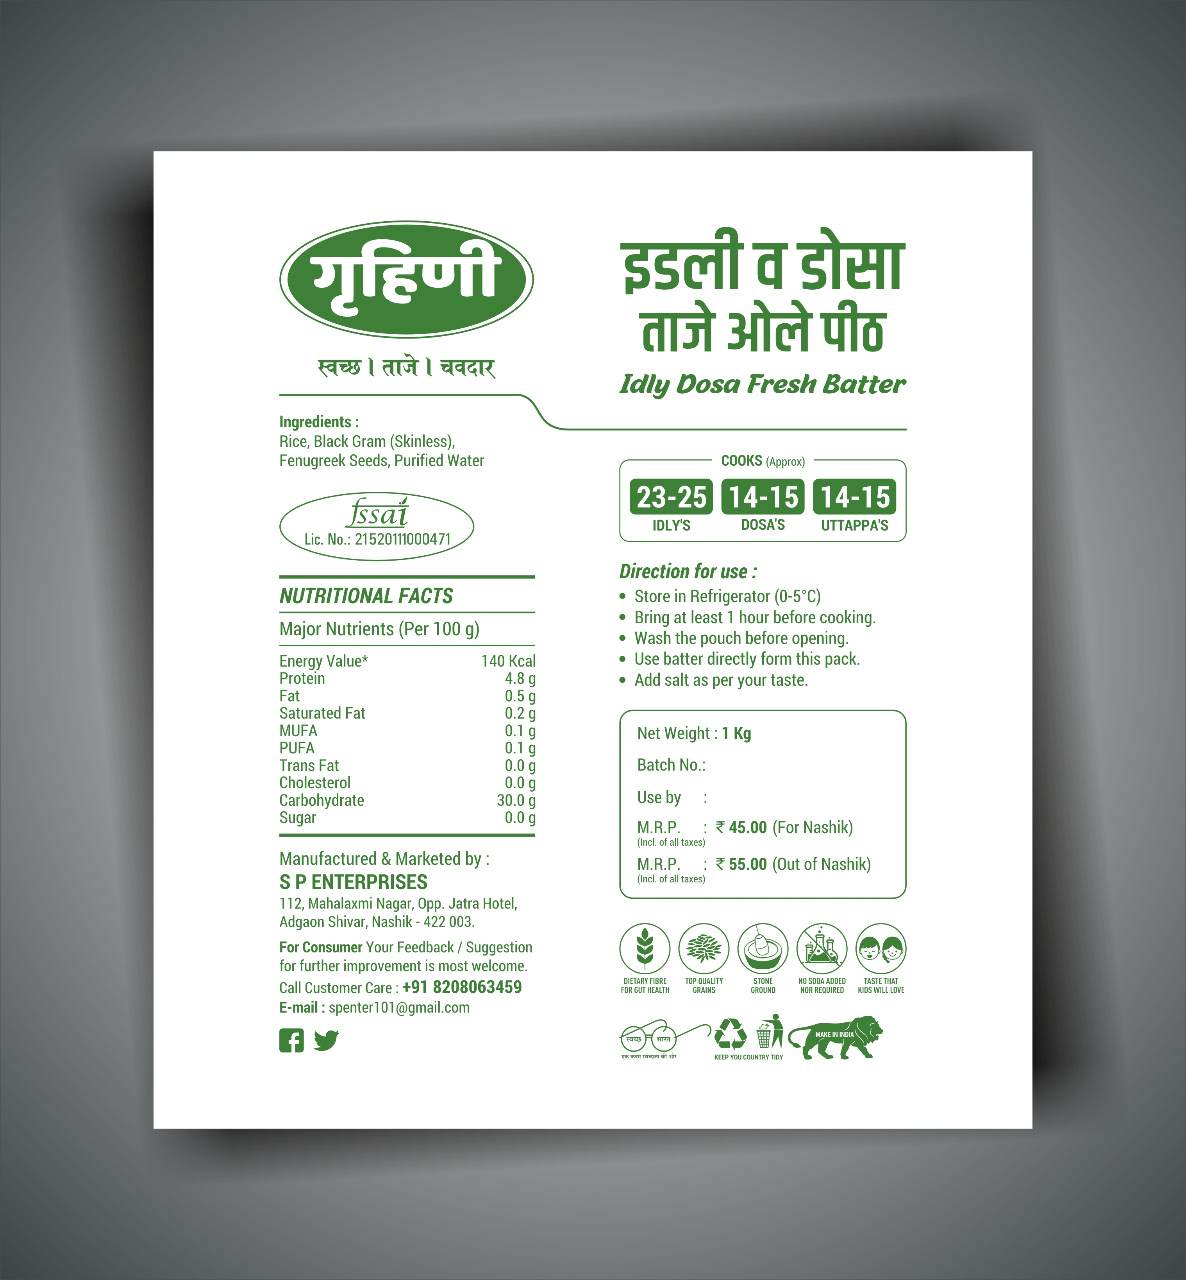 गृहिणी
स्वच्छ । ताजे । चवदार
इडली व डोसा
ताजे ओले पीठ
Idly Dosa Fresh Batter
Ingredients :
Rice, Black Gram (Skinless),
Fenugreek Seeds, Purified Water
fssai
Lic. No.: 21520111000471
NUTRITIONAL FACTS
Major Nutrients (Per 100 g)
Energy Value* 140 Kcal
Protein 4.8 g
Fat 0.5 g
Saturated Fat 0.2 g
MUFA 0.1 g
PUFA 0.1 g
Trans Fat 0.0 g
Cholesterol 0.0 g
Carbohydrate 30.0 g
Sugar 0.0 g
Manufactured & Marketed by :
S P ENTERPRISES
112, Mahalaxmi Nagar, Opp. Jatra Hotel,
Adgaon Shivar, Nashik - 422 003.
For Consumer Your Feedback / Suggestion
for further improvement is most welcome.
Call Customer Care : +91 8208063459
E-mail : spenter101@gmail.com
COOKS (Approx)
23-25 14-15 14-15
IDLY'S DOSA'S UTTAPPA'S
Direction for use :
• Store in Refrigerator (0-5°C)
• Bring at least 1 hour before cooking.
• Wash the pouch before opening.
• Use batter directly form this pack.
• Add salt as per your taste.
Net Weight : 1 Kg
Batch No.:
Use by :
M.R.P. : ₹ 45.00 (For Nashik)
(Incl. of all taxes)
M.R.P. : ₹ 55.00 (Out of Nashik)
(Incl. of all taxes)
DIETARY FIBRE TOP QUALITY STONE NO SODA ADDED TASTE THAT
FOR GUT HEALTH GRAINS GROUND NOR REQUIRED KIDS WILL LOVE
स्वच्छ भारत
एक कदम स्वच्छता की ओर
KEEP YOU COUNTRY TIDY
MAKE IN INDIA